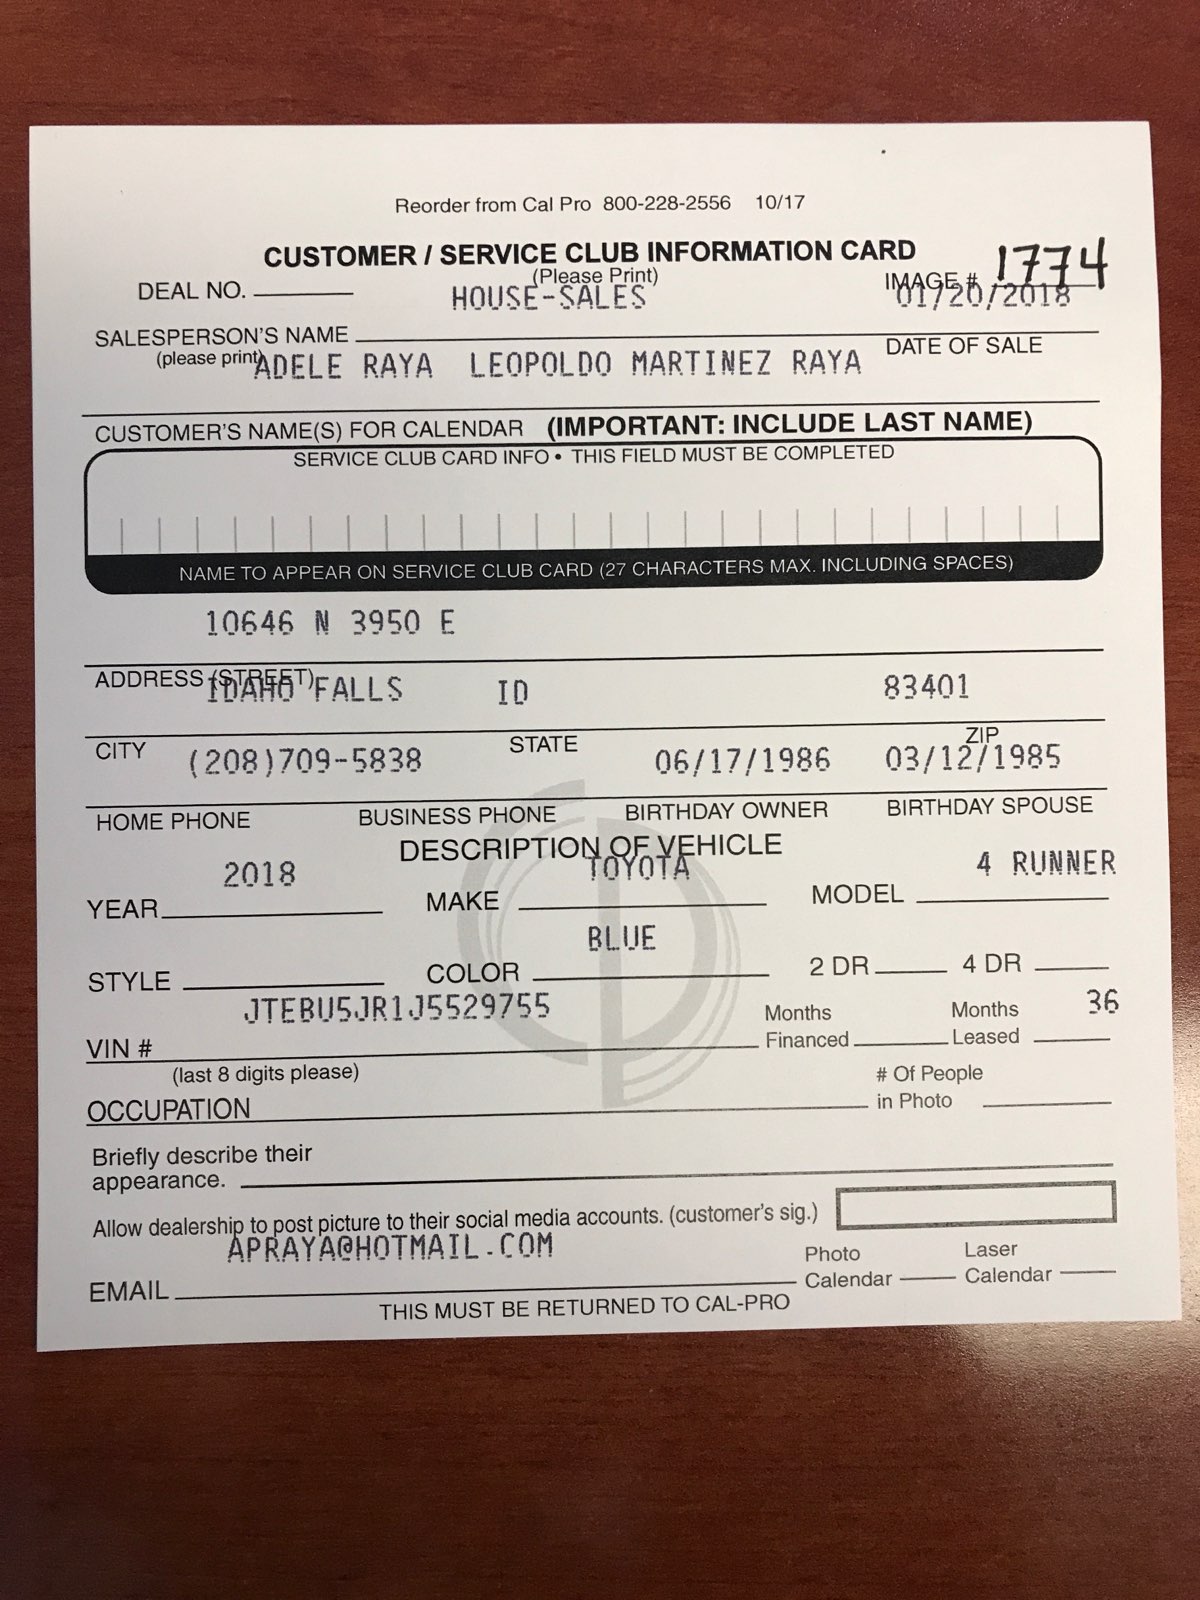 Reorder from Cal Pro 800-228-2556 10/17
CUSTOMER / SERVICE CLUB INFORMATION CARD
(Please Print)
DEAL NO. HOUSE-SALES IMAGE # 1774
01/20/2018
SALESPERSON'S NAME DATE OF SALE
(please print) ADELE RAYA LEOPOLDO MARTINEZ RAYA
CUSTOMER'S NAME(S) FOR CALENDAR (IMPORTANT: INCLUDE LAST NAME)
SERVICE CLUB CARD INFO • THIS FIELD MUST BE COMPLETED
NAME TO APPEAR ON SERVICE CLUB CARD (27 CHARACTERS MAX. INCLUDING SPACES)
10646 N 3950 E
ADDRESS (STREET)
IDAHO FALLS ID 83401
CITY STATE ZIP
(208)709-5838 06/17/1986 03/12/1985
HOME PHONE BUSINESS PHONE BIRTHDAY OWNER BIRTHDAY SPOUSE
DESCRIPTION OF VEHICLE
2018 TOYOTA 4 RUNNER
YEAR MAKE MODEL
BLUE
STYLE COLOR 2 DR 4 DR
JTEBU5JR1J5529755 36
VIN # Months Financed Months Leased
(last 8 digits please)
OCCUPATION # Of People in Photo
Briefly describe their
appearance.
Allow dealership to post picture to their social media accounts. (customer's sig.)
APRAYA@HOTMAIL.COM
EMAIL Photo Calendar Laser Calendar
THIS MUST BE RETURNED TO CAL-PRO